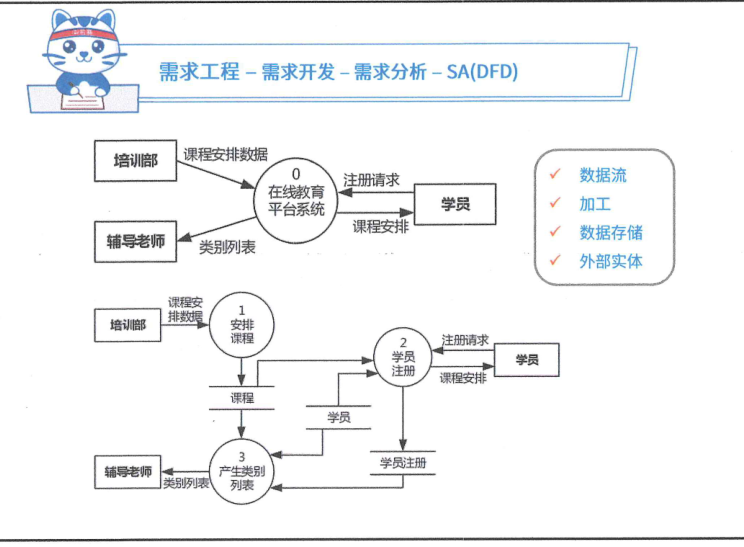 需求工程 – 需求开发 – 需求分析 – SA(DFD)
培训部
课程安排数据
0
在线教育
平台系统
注册请求
学员
课程安排
辅导老师
类别列表
数据流
加工
数据存储
外部实体
培训部
课程安
排数据
1
安排
课程
2
学员
注册
注册请求
学员
课程安排
课程
学员
学员注册
辅导老师
类别列表
3
产生类别
列表